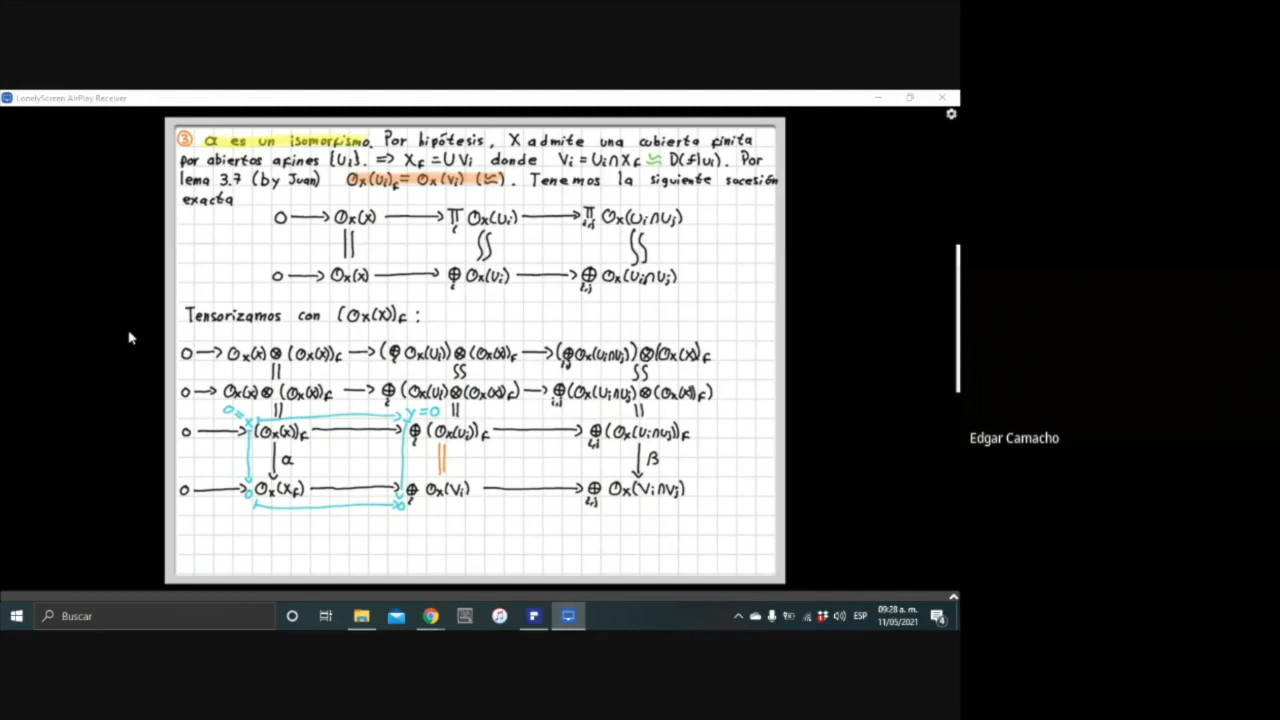 LonelyScreen AirPlay Receiver
③ α es un isomorfismo. Por hipótesis, X admite una cubierta finita
por abiertos afines {Ui}. => Xf = ∪Vi donde Vi = Ui∩Xf ≈ D(f|ui). Por
lema 3.7 (by Juan) Ox(Ui)f = Ox(Vi) (≈). Tenemos la siguiente sucesión
exacta
0 → Ox(x) → π i Ox(Ui) → π i,j Ox(Ui∩Uj)
0 → Ox(x) → ⊕ i Ox(Ui) → ⊕ i,j Ox(Ui∩Uj)
Tensorizamos con (Ox(X))f :
0 → Ox(x) ⊗ (Ox(x))f → (⊕ i Ox(Ui)) ⊗ (Ox(x))f → (⊕ i,j Ox(Ui∩Uj)) ⊗ (Ox(x))f
0 → Ox(x) ⊗ (Ox(x))f → ⊕ i (Ox(Ui) ⊗ (Ox(x))f) → ⊕ i,j (Ox(Ui∩Uj) ⊗ (Ox(x))f)
0=x y=0
0 → (Ox(x))f → ⊕ i (Ox(Ui))f → ⊕ i,j (Ox(Ui∩Uj))f
α β
0 → Ox(Xf) → ⊕ i Ox(Vi) → ⊕ i,j Ox(Vi∩Vj)
0 0
Edgar Camacho
Buscar
ESP
09:28 a. m.
11/05/2021
4